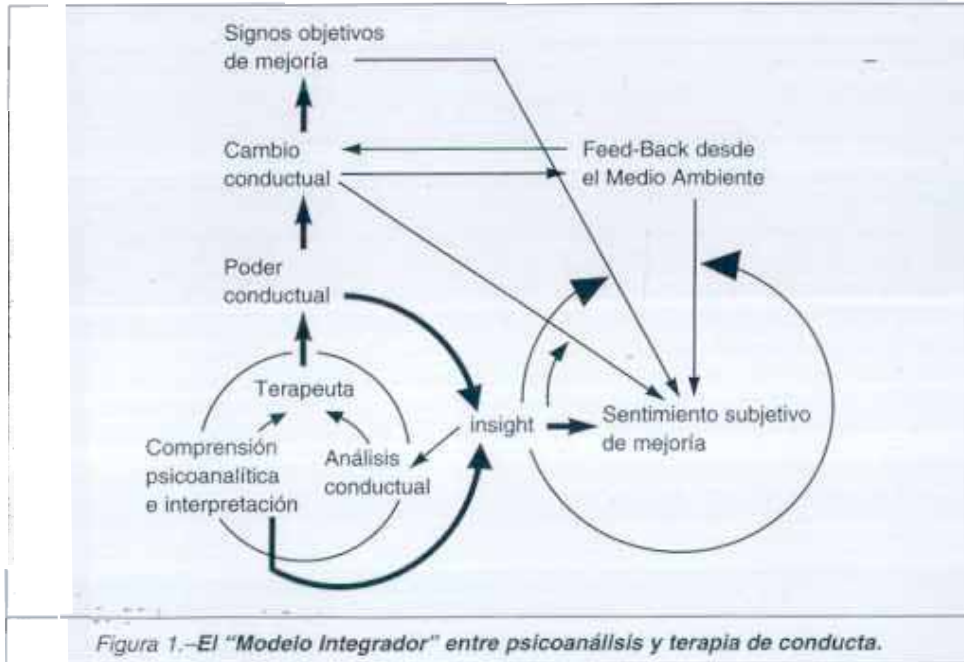 Signos objetivos
de mejoría
Cambio
conductual
Feed-Back desde
el Medio Ambiente
Poder
conductual
Terapeuta
Comprensión
psicoanalítica
e interpretación
Análisis
conductual
insight
Sentimiento subjetivo
de mejoría
Figura 1.–El "Modelo Integrador" entre psicoanálisis y terapia de conducta.